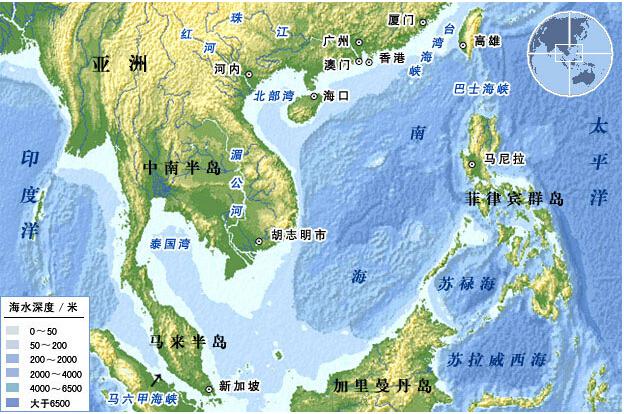 厦门
台湾海峡
珠江
红河
广州
高雄
亚洲
澳门
香港
河内
巴士海峡
北部湾
海口
太平洋
南海
印度洋
中南半岛
湄公河
马尼拉
菲律宾群岛
胡志明市
泰国湾
苏禄海
海水深度 / 米
0～50
50～200
200～2000
2000～4000
4000～6500
大于6500
马来半岛
苏拉威西海
新加坡
加里曼丹岛
马六甲海峡